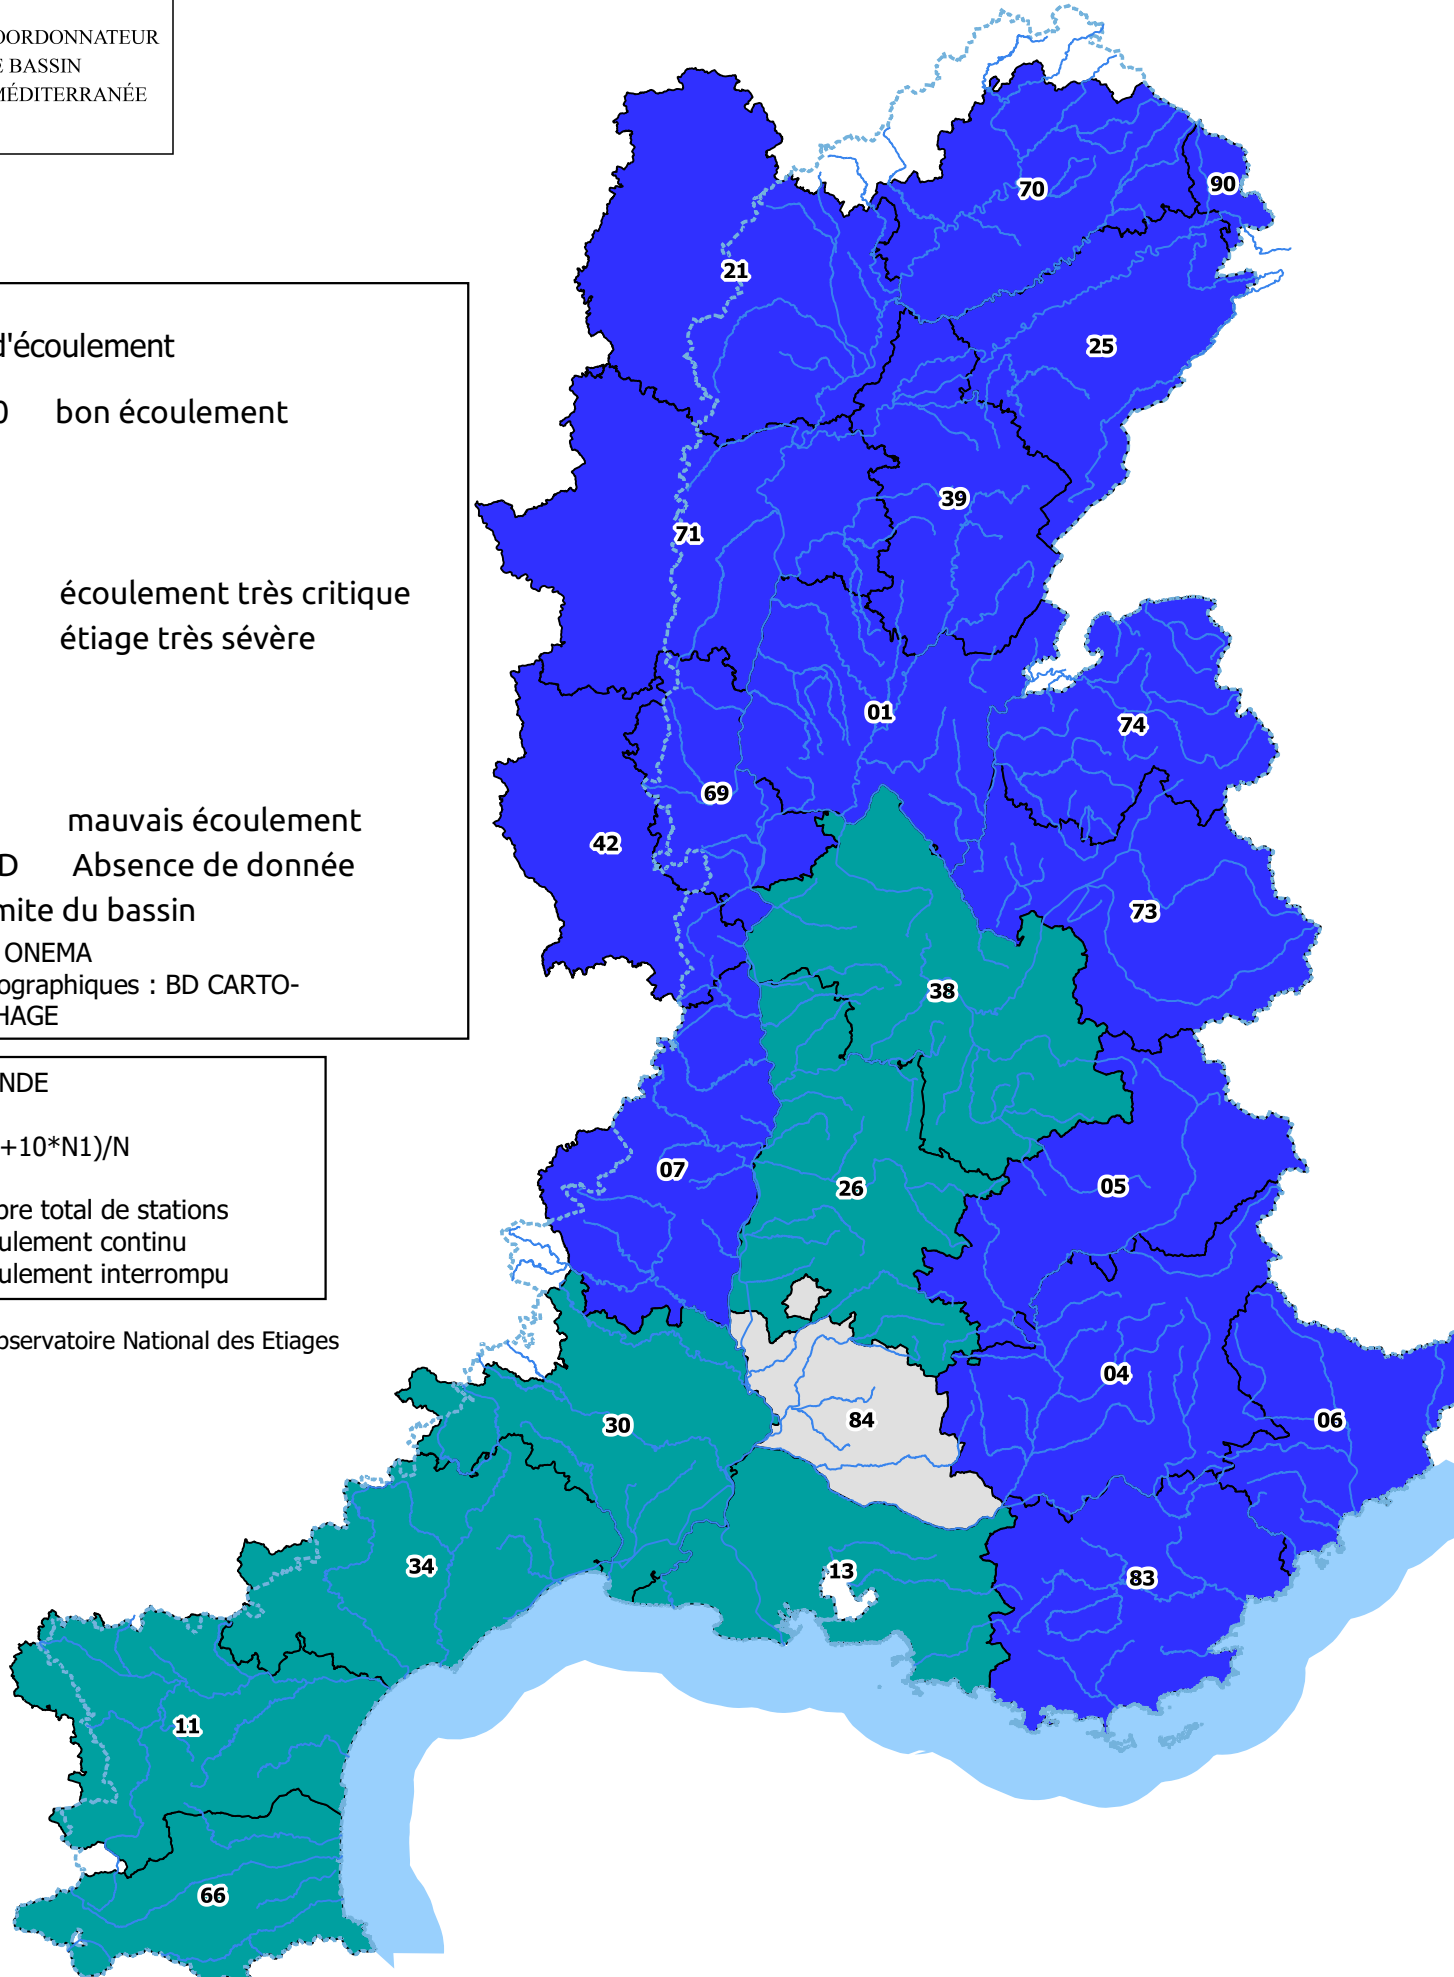 OORDONNATEUR
E BASSIN
MÉDITERRANÉE
d'écoulement
0 bon écoulement
écoulement très critique
étiage très sévère
mauvais écoulement
D Absence de donnée
mite du bassin
ONEMA
ographiques : BD CARTO-
HAGE
NDE
+10*N1)/N
bre total de stations
ulement continu
ulement interrompu
bservatoire National des Etiages
70
90
21
25
39
71
01
74
69
42
73
38
07
26
05
04
84
06
30
34
13
83
11
66